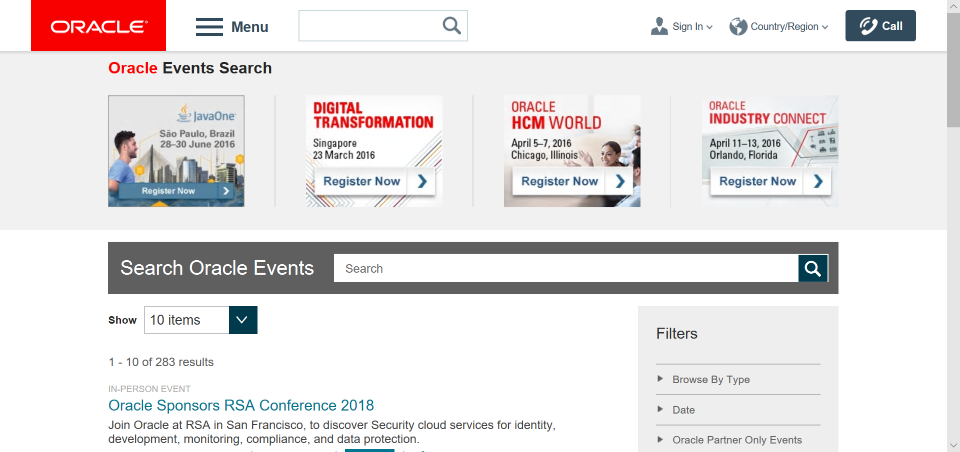 ORACLE
Menu
Sign In
Country/Region
Call
Oracle Events Search
JavaOne
São Paulo, Brazil
28–30 June 2016
Register Now
DIGITAL
TRANSFORMATION
Singapore
23 March 2016
Register Now
ORACLE
HCM WORLD
April 5–7, 2016
Chicago, Illinois
Register Now
ORACLE
INDUSTRY CONNECT
April 11–13, 2016
Orlando, Florida
Register Now
Search Oracle Events
Search
Show
10 items
1 - 10 of 283 results
IN-PERSON EVENT
Oracle Sponsors RSA Conference 2018
Join Oracle at RSA in San Francisco, to discover Security cloud services for identity,
development, monitoring, compliance, and data protection.
Filters
Browse By Type
Date
Oracle Partner Only Events